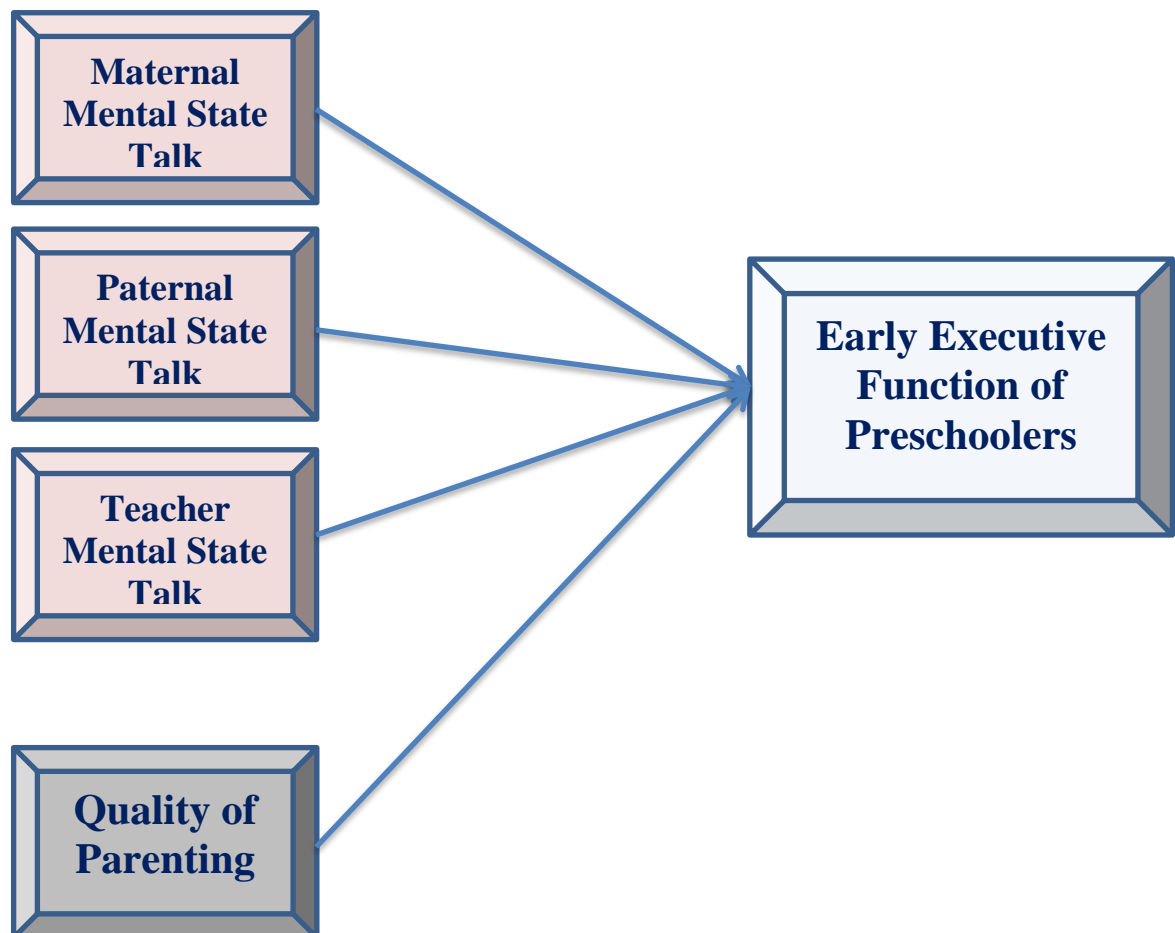 Maternal
Mental State
Talk
Paternal
Mental State
Talk
Teacher
Mental State
Talk
Quality of
Parenting
Early Executive
Function of
Preschoolers